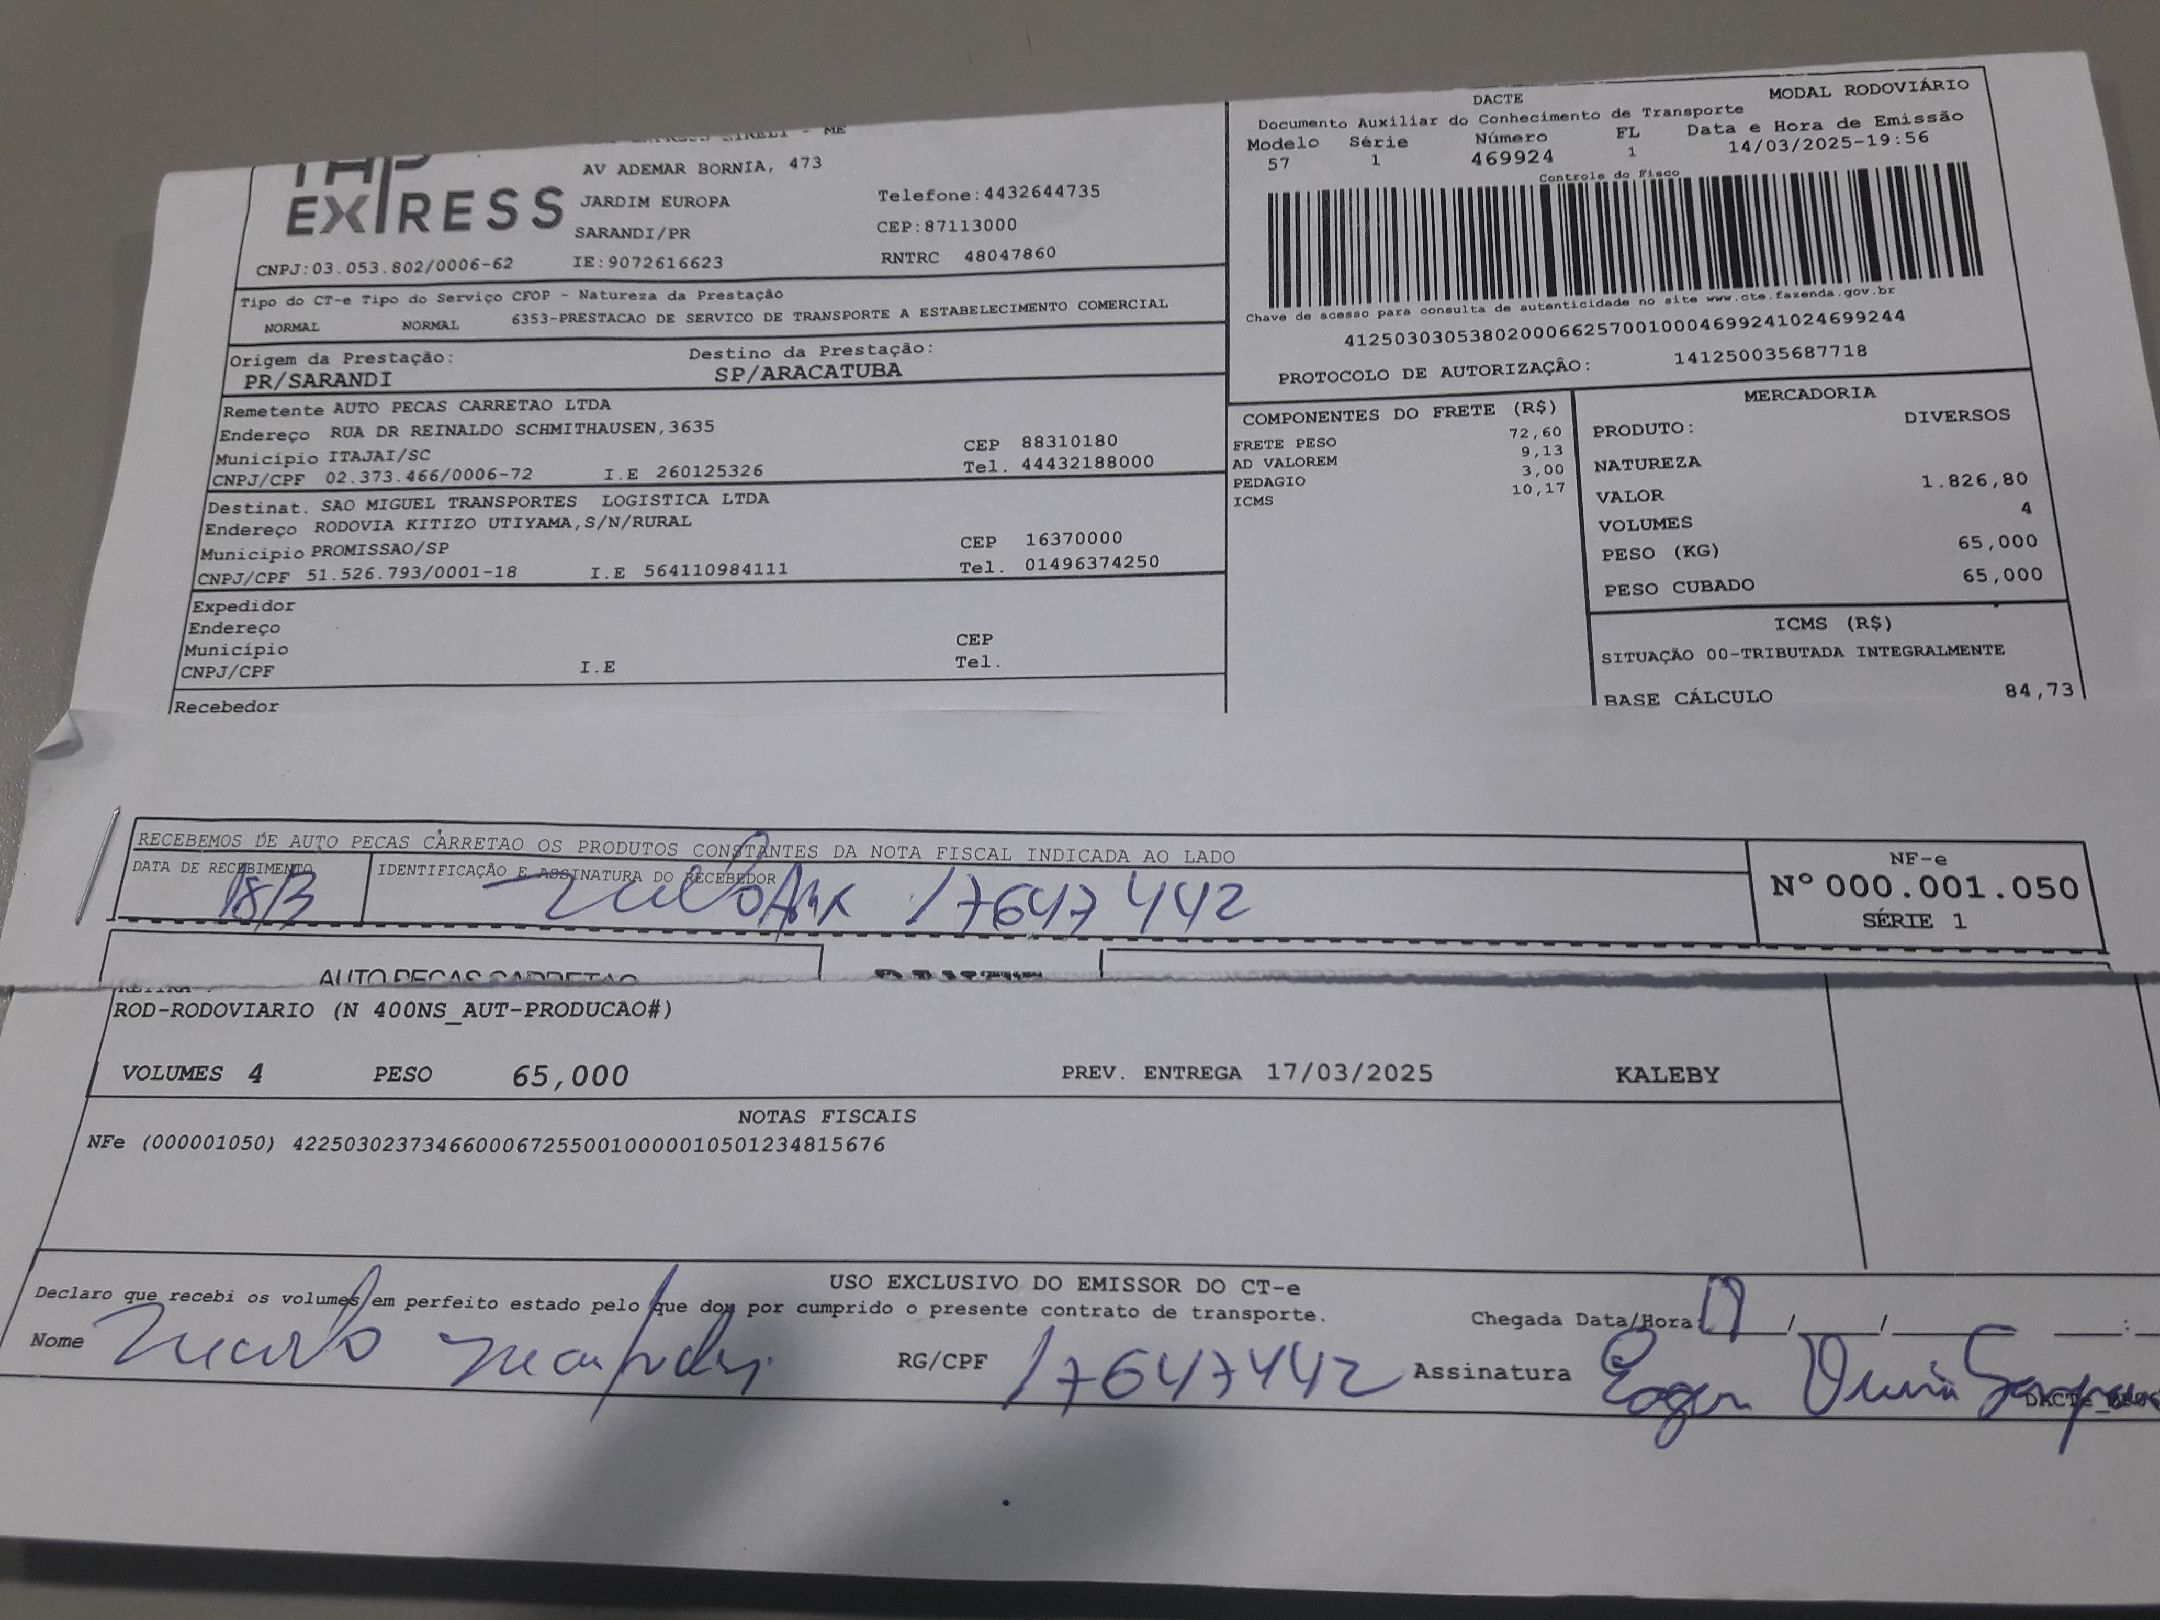 EXPRESS
EIRELI - ME
AV ADEMAR BORNIA, 473
JARDIM EUROPA
Telefone:4432644735
SARANDI/PR
CEP:87113000
CNPJ:03.053.802/0006-62
IE:9072616623
RNTRC 48047860
DACTE
MODAL RODOVIÁRIO
Documento Auxiliar do Conhecimento de Transporte
Modelo Série Número FL Data e Hora de Emissão
57 1 469924 1 14/03/2025-19:56
Controle do Fisco
Chave de acesso para consulta de autenticidade no site www.cte.fazenda.gov.br
41250303053802000662570010004699241024699244
PROTOCOLO DE AUTORIZAÇÃO: 141250035687718
Tipo do CT-e Tipo do Serviço CFOP - Natureza da Prestação
NORMAL NORMAL 6353-PRESTACAO DE SERVICO DE TRANSPORTE A ESTABELECIMENTO COMERCIAL
Origem da Prestação: Destino da Prestação:
PR/SARANDI SP/ARACATUBA
Remetente AUTO PECAS CARRETAO LTDA
Endereço RUA DR REINALDO SCHMITHAUSEN,3635
Município ITAJAI/SC CEP 88310180
CNPJ/CPF 02.373.466/0006-72 I.E 260125326 Tel. 44432188000
Destinat. SAO MIGUEL TRANSPORTES LOGISTICA LTDA
Endereço RODOVIA KITIZO UTIYAMA,S/N/RURAL
Município PROMISSAO/SP CEP 16370000
CNPJ/CPF 51.526.793/0001-18 I.E 564110984111 Tel. 01496374250
Expedidor
Endereço
Município CEP
CNPJ/CPF I.E Tel.
Recebedor
COMPONENTES DO FRETE (R$)
FRETE PESO 72,60
AD VALOREM 9,13
PEDAGIO 3,00
ICMS 10,17
MERCADORIA
PRODUTO: DIVERSOS
NATUREZA
VALOR 1.826,80
VOLUMES 4
PESO (KG) 65,000
PESO CUBADO 65,000
ICMS (R$)
SITUAÇÃO 00-TRIBUTADA INTEGRALMENTE
BASE CÁLCULO 84,73
RECEBEMOS DE AUTO PECAS CARRETAO OS PRODUTOS CONSTANTES DA NOTA FISCAL INDICADA AO LADO
DATA DE RECEBIMENTO IDENTIFICAÇÃO E ASSINATURA DO RECEBEDOR
18/3 17647442
NF-e
Nº 000.001.050
SÉRIE 1
AUTO PECAS CARRETAO
ROD-RODOVIARIO (N 400NS_AUT-PRODUCAO#)
VOLUMES 4 PESO 65,000 PREV. ENTREGA 17/03/2025 KALEBY
NOTAS FISCAIS
NFe (000001050) 42250302373466000672550010000010501234815676
USO EXCLUSIVO DO EMISSOR DO CT-e
Declaro que recebi os volumes em perfeito estado pelo que dou por cumprido o presente contrato de transporte.
Chegada Data/Hora: / / :
Nome RG/CPF 17647442 Assinatura